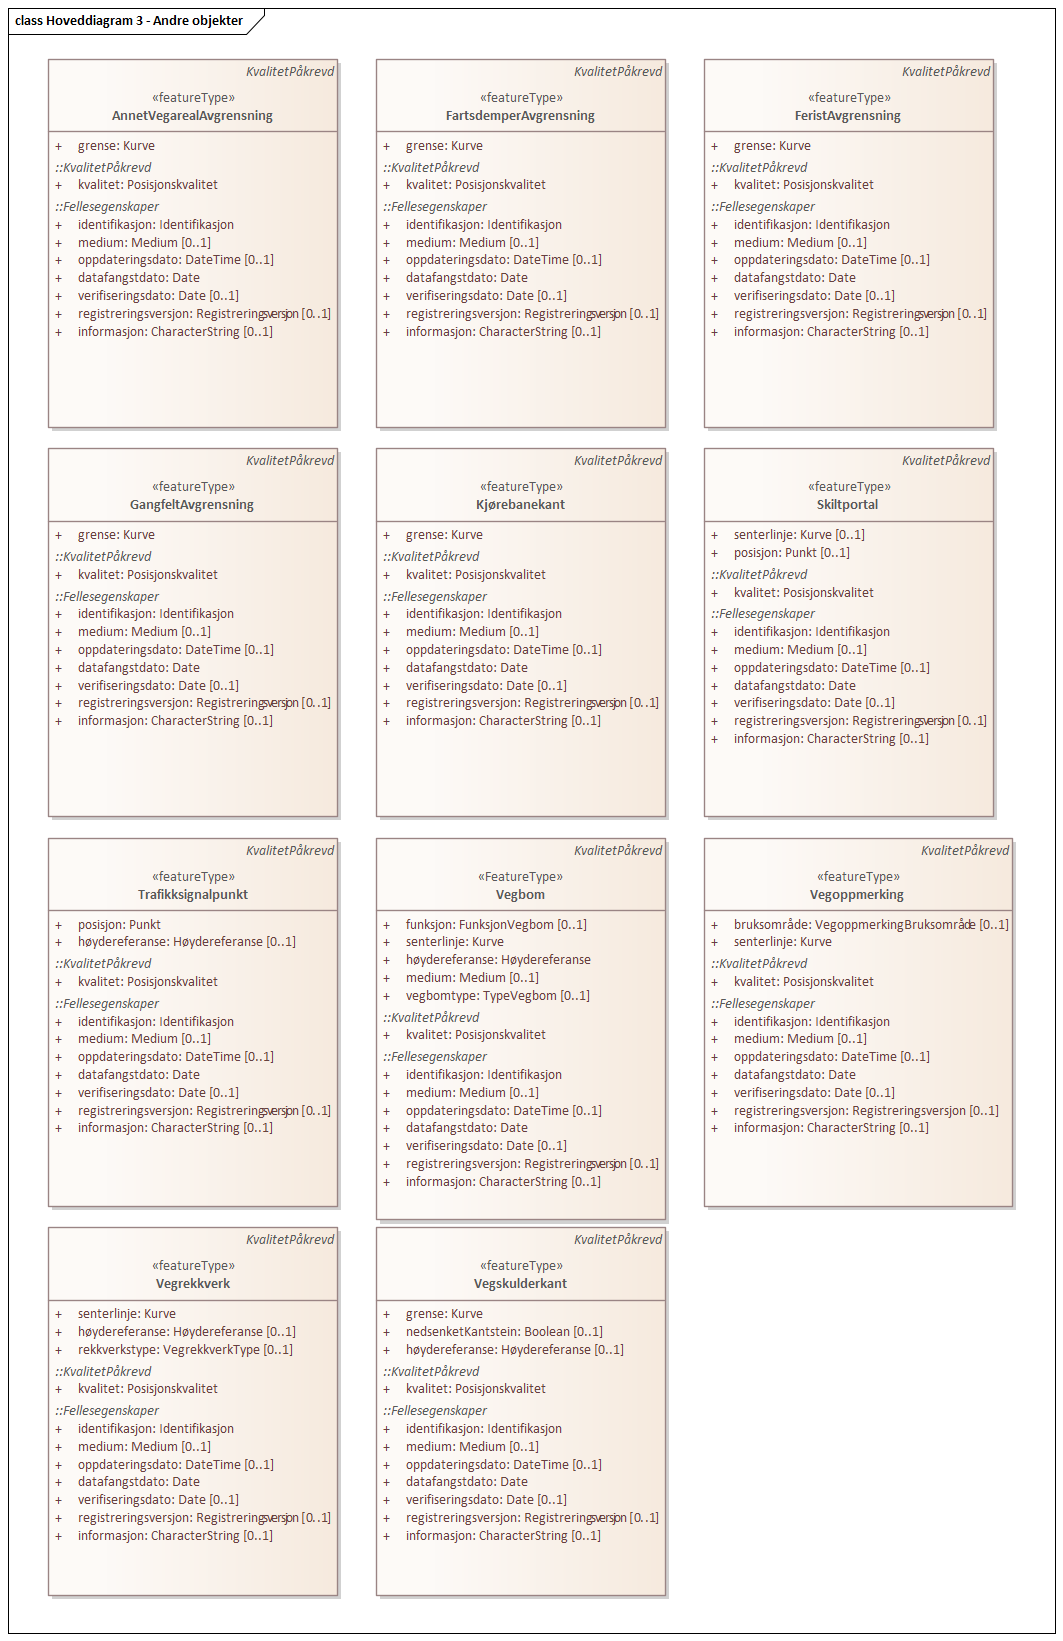 class Hoveddiagram 3 - Andre objekter
KvalitetPåkrevd
«featureType»
AnnetVegarealAvgrensning
+ grense: Kurve
::KvalitetPåkrevd
+ kvalitet: Posisjonskvalitet
::Fellesegenskaper
+ identifikasjon: Identifikasjon
+ medium: Medium [0..1]
+ oppdateringsdato: DateTime [0..1]
+ datafangstdato: Date
+ verifiseringsdato: Date [0..1]
+ registreringsversjon: Registreringsversjon [0..1]
+ informasjon: CharacterString [0..1]
KvalitetPåkrevd
«featureType»
FartsdemperAvgrensning
+ grense: Kurve
::KvalitetPåkrevd
+ kvalitet: Posisjonskvalitet
::Fellesegenskaper
+ identifikasjon: Identifikasjon
+ medium: Medium [0..1]
+ oppdateringsdato: DateTime [0..1]
+ datafangstdato: Date
+ verifiseringsdato: Date [0..1]
+ registreringsversjon: Registreringsversjon [0..1]
+ informasjon: CharacterString [0..1]
KvalitetPåkrevd
«featureType»
FeristAvgrensning
+ grense: Kurve
::KvalitetPåkrevd
+ kvalitet: Posisjonskvalitet
::Fellesegenskaper
+ identifikasjon: Identifikasjon
+ medium: Medium [0..1]
+ oppdateringsdato: DateTime [0..1]
+ datafangstdato: Date
+ verifiseringsdato: Date [0..1]
+ registreringsversjon: Registreringsversjon [0..1]
+ informasjon: CharacterString [0..1]
KvalitetPåkrevd
«featureType»
GangfeltAvgrensning
+ grense: Kurve
::KvalitetPåkrevd
+ kvalitet: Posisjonskvalitet
::Fellesegenskaper
+ identifikasjon: Identifikasjon
+ medium: Medium [0..1]
+ oppdateringsdato: DateTime [0..1]
+ datafangstdato: Date
+ verifiseringsdato: Date [0..1]
+ registreringsversjon: Registreringsversjon [0..1]
+ informasjon: CharacterString [0..1]
KvalitetPåkrevd
«featureType»
Kjørebanekant
+ grense: Kurve
::KvalitetPåkrevd
+ kvalitet: Posisjonskvalitet
::Fellesegenskaper
+ identifikasjon: Identifikasjon
+ medium: Medium [0..1]
+ oppdateringsdato: DateTime [0..1]
+ datafangstdato: Date
+ verifiseringsdato: Date [0..1]
+ registreringsversjon: Registreringsversjon [0..1]
+ informasjon: CharacterString [0..1]
KvalitetPåkrevd
«featureType»
Skiltportal
+ senterlinje: Kurve [0..1]
+ posisjon: Punkt [0..1]
::KvalitetPåkrevd
+ kvalitet: Posisjonskvalitet
::Fellesegenskaper
+ identifikasjon: Identifikasjon
+ medium: Medium [0..1]
+ oppdateringsdato: DateTime [0..1]
+ datafangstdato: Date
+ verifiseringsdato: Date [0..1]
+ registreringsversjon: Registreringsversjon [0..1]
+ informasjon: CharacterString [0..1]
KvalitetPåkrevd
«featureType»
Trafikksignalpunkt
+ posisjon: Punkt
+ høydereferanse: Høydereferanse [0..1]
::KvalitetPåkrevd
+ kvalitet: Posisjonskvalitet
::Fellesegenskaper
+ identifikasjon: Identifikasjon
+ medium: Medium [0..1]
+ oppdateringsdato: DateTime [0..1]
+ datafangstdato: Date
+ verifiseringsdato: Date [0..1]
+ registreringsversjon: Registreringsversjon [0..1]
+ informasjon: CharacterString [0..1]
KvalitetPåkrevd
«FeatureType»
Vegbom
+ funksjon: FunksjonVegbom [0..1]
+ senterlinje: Kurve
+ høydereferanse: Høydereferanse
+ medium: Medium [0..1]
+ vegbomtype: TypeVegbom [0..1]
::KvalitetPåkrevd
+ kvalitet: Posisjonskvalitet
::Fellesegenskaper
+ identifikasjon: Identifikasjon
+ medium: Medium [0..1]
+ oppdateringsdato: DateTime [0..1]
+ datafangstdato: Date
+ verifiseringsdato: Date [0..1]
+ registreringsversjon: Registreringsversjon [0..1]
+ informasjon: CharacterString [0..1]
KvalitetPåkrevd
«featureType»
Vegoppmerking
+ bruksområde: VegoppmerkingBruksområde [0..1]
+ senterlinje: Kurve
::KvalitetPåkrevd
+ kvalitet: Posisjonskvalitet
::Fellesegenskaper
+ identifikasjon: Identifikasjon
+ medium: Medium [0..1]
+ oppdateringsdato: DateTime [0..1]
+ datafangstdato: Date
+ verifiseringsdato: Date [0..1]
+ registreringsversjon: Registreringsversjon [0..1]
+ informasjon: CharacterString [0..1]
KvalitetPåkrevd
«featureType»
Vegrekkverk
+ senterlinje: Kurve
+ høydereferanse: Høydereferanse [0..1]
+ rekkverkstype: VegrekkverkType [0..1]
::KvalitetPåkrevd
+ kvalitet: Posisjonskvalitet
::Fellesegenskaper
+ identifikasjon: Identifikasjon
+ medium: Medium [0..1]
+ oppdateringsdato: DateTime [0..1]
+ datafangstdato: Date
+ verifiseringsdato: Date [0..1]
+ registreringsversjon: Registreringsversjon [0..1]
+ informasjon: CharacterString [0..1]
KvalitetPåkrevd
«featureType»
Vegskulderkant
+ grense: Kurve
+ nedsenketKantstein: Boolean [0..1]
+ høydereferanse: Høydereferanse [0..1]
::KvalitetPåkrevd
+ kvalitet: Posisjonskvalitet
::Fellesegenskaper
+ identifikasjon: Identifikasjon
+ medium: Medium [0..1]
+ oppdateringsdato: DateTime [0..1]
+ datafangstdato: Date
+ verifiseringsdato: Date [0..1]
+ registreringsversjon: Registreringsversjon [0..1]
+ informasjon: CharacterString [0..1]